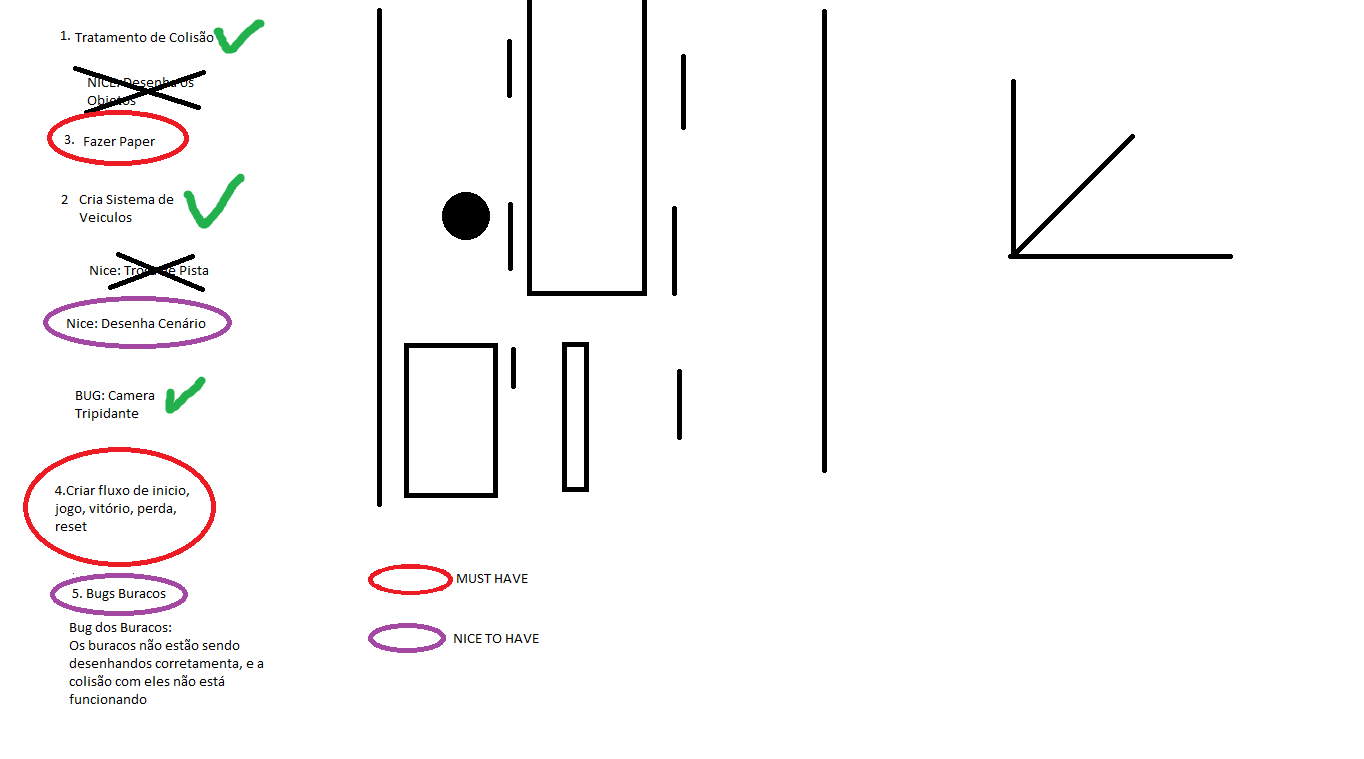 1. Tratamento de Colisão
NICE: Desenha os
Objetos
3. Fazer Paper
2 Cria Sistema de
Veiculos
Nice: Troca de Pista
Nice: Desenha Cenário
BUG: Camera
Tripidante
4.Criar fluxo de inicio,
jogo, vitório, perda,
reset
5. Bugs Buracos
Bug dos Buracos:
Os buracos não estão sendo
desenhandos corretamenta, e a
colisão com eles não está
funcionando
MUST HAVE
NICE TO HAVE